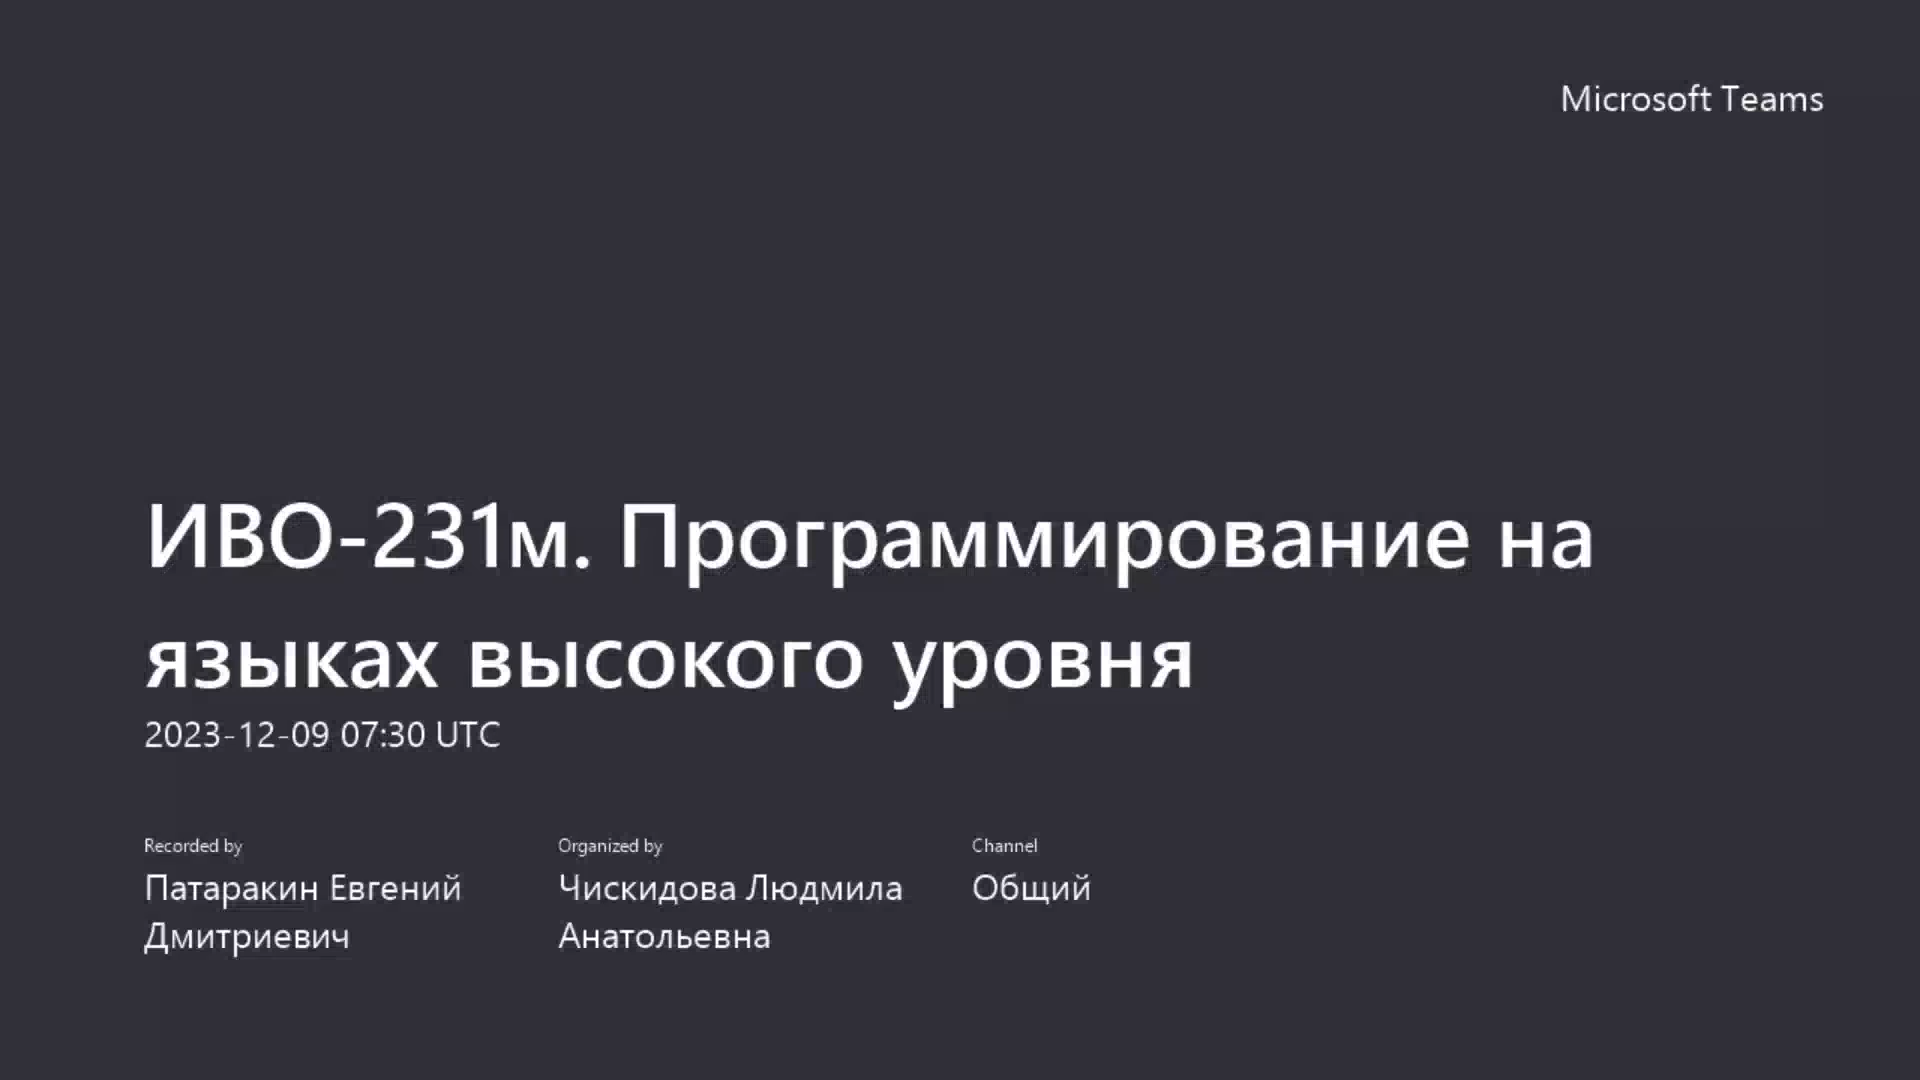 Microsoft Teams
ИВО-231м. Программирование на
языках высокого уровня
2023-12-09 07:30 UTC
Recorded by
Патаракин Евгений
Дмитриевич
Organized by
Чискидова Людмила
Анатольевна
Channel
Общий